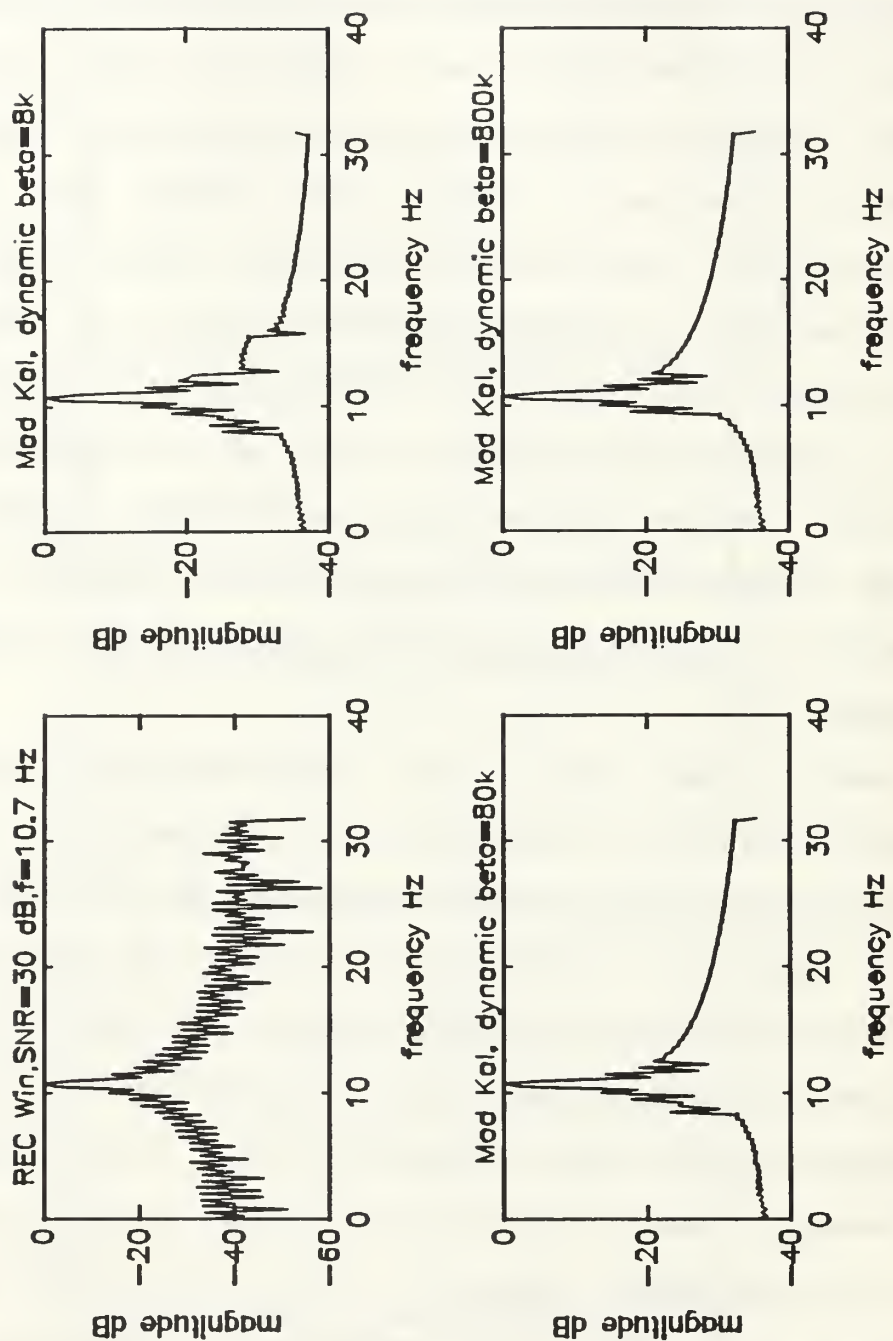 REC Win,SNR=30 dB,f=10.7 Hz
magnitude dB
0
-20
-40
-60
0
10
20
30
40
frequency Hz
Mod Kal, dynamic beta=8k
magnitude dB
0
-20
-40
0
10
20
30
40
frequency Hz
Mod Kal, dynamic beta=80k
magnitude dB
0
-20
-40
0
10
20
30
40
frequency Hz
Mod Kal, dynamic beta=800k
magnitude dB
0
-20
-40
0
10
20
30
40
frequency Hz